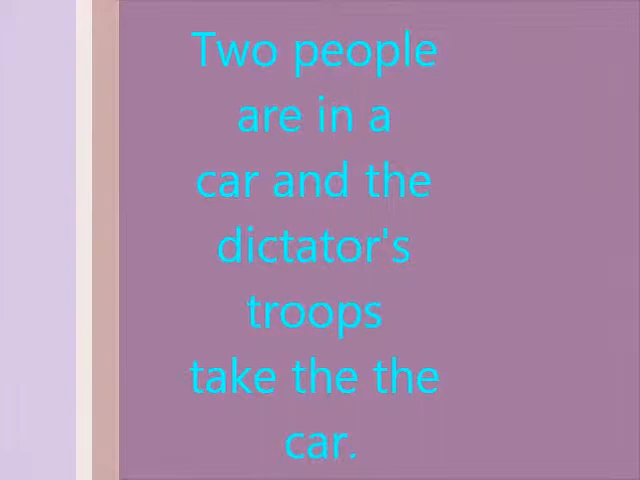 Two people
are in a
car and the
dictator's
troops
take the the
car.